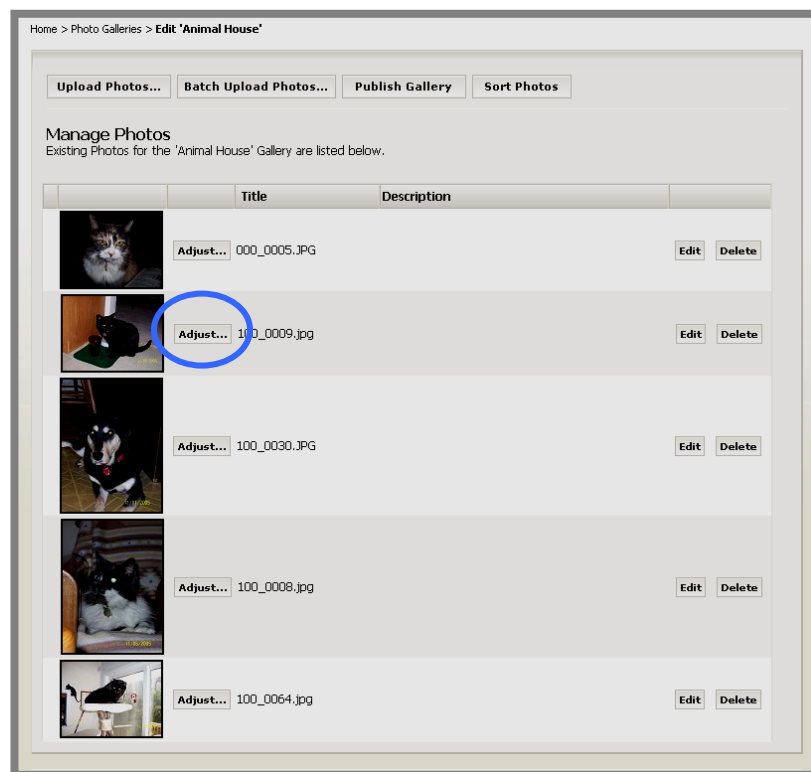 Home > Photo Galleries > Edit 'Animal House'
Upload Photos... Batch Upload Photos... Publish Gallery Sort Photos
Manage Photos
Existing Photos for the 'Animal House' Gallery are listed below.
Title Description
Adjust... 000_0005.JPG Edit Delete
Adjust... 100_0009.jpg Edit Delete
Adjust... 100_0030.JPG Edit Delete
Adjust... 100_0008.jpg Edit Delete
Adjust... 100_0064.jpg Edit Delete